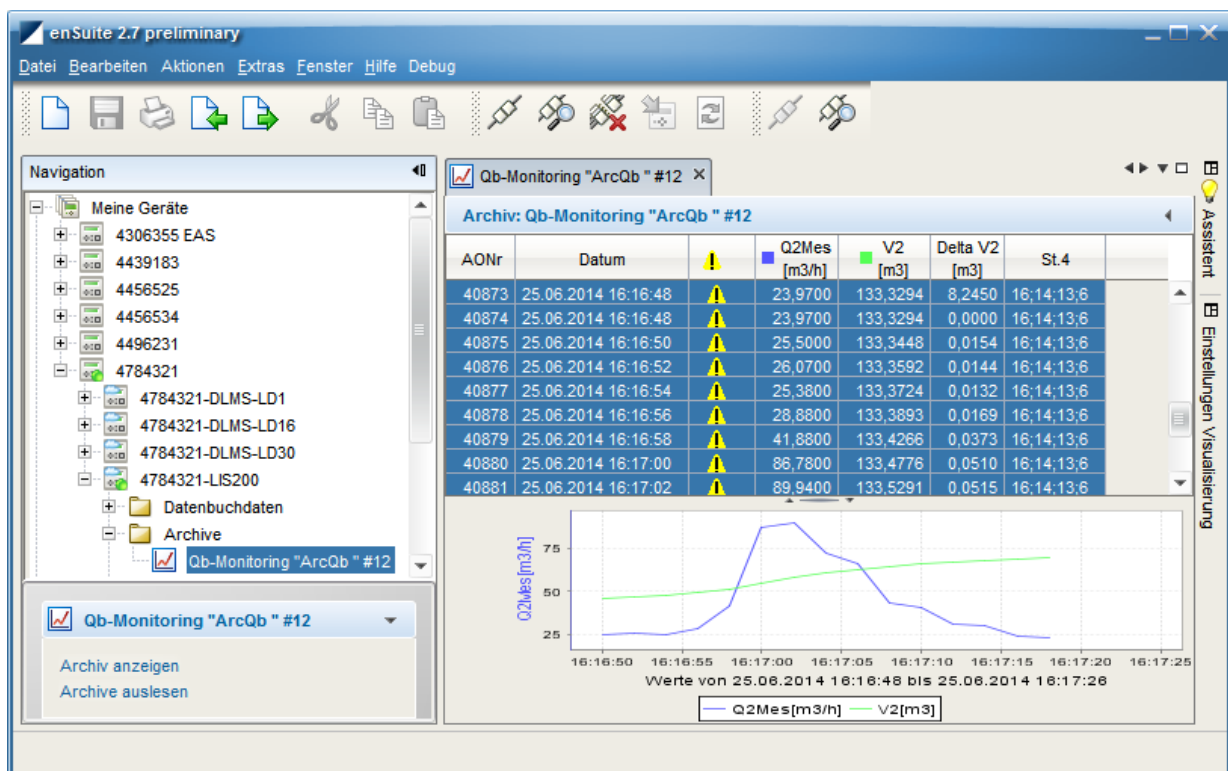 enSuite 2.7 preliminary
Datei Bearbeiten Aktionen Extras Fenster Hilfe Debug
Navigation
Meine Geräte
4306355 EAS
4439183
4456525
4456534
4496231
4784321
4784321-DLMS-LD1
4784321-DLMS-LD16
4784321-DLMS-LD30
4784321-LIS200
Datenbuchdaten
Archive
Qb-Monitoring "ArcQb " #12
Qb-Monitoring "ArcQb " #12
Archiv anzeigen
Archive auslesen
Qb-Monitoring "ArcQb " #12
Archiv: Qb-Monitoring "ArcQb " #12
AONr Datum Q2Mes [m3/h] V2 [m3] Delta V2 [m3] St.4
40873 25.06.2014 16:16:48 23,9700 133,3294 8,2450 16;14;13;6
40874 25.06.2014 16:16:48 23,9700 133,3294 0,0000 16;14;13;6
40875 25.06.2014 16:16:50 25,5000 133,3448 0,0154 16;14;13;6
40876 25.06.2014 16:16:52 26,0700 133,3592 0,0144 16;14;13;6
40877 25.06.2014 16:16:54 25,3800 133,3724 0,0132 16;14;13;6
40878 25.06.2014 16:16:56 28,8800 133,3893 0,0169 16;14;13;6
40879 25.06.2014 16:16:58 41,8800 133,4266 0,0373 16;14;13;6
40880 25.06.2014 16:17:00 86,7800 133,4776 0,0510 16;14;13;6
40881 25.06.2014 16:17:02 89,9400 133,5291 0,0515 16;14;13;6
Q2Mes[m3/h]
75
50
25
16:16:50 16:16:55 16:17:00 16:17:05 16:17:10 16:17:15 16:17:20 16:17:25
Werte von 25.06.2014 16:16:48 bis 25.06.2014 16:17:26
Q2Mes[m3/h] V2[m3]
Assistent
Einstellungen Visualisierung